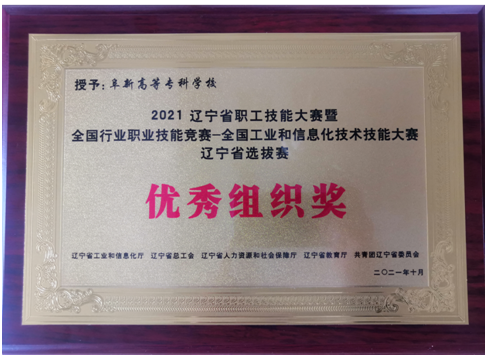 授予：阜新高等专科学校
2021 辽宁省职工技能大赛暨
全国行业职业技能竞赛-全国工业和信息化技术技能大赛
辽宁省选拔赛
优秀组织奖
辽宁省工业和信息化厅 辽宁省总工会 辽宁省人力资源和社会保障厅 辽宁省教育厅 共青团辽宁省委员会
二〇二一年十月